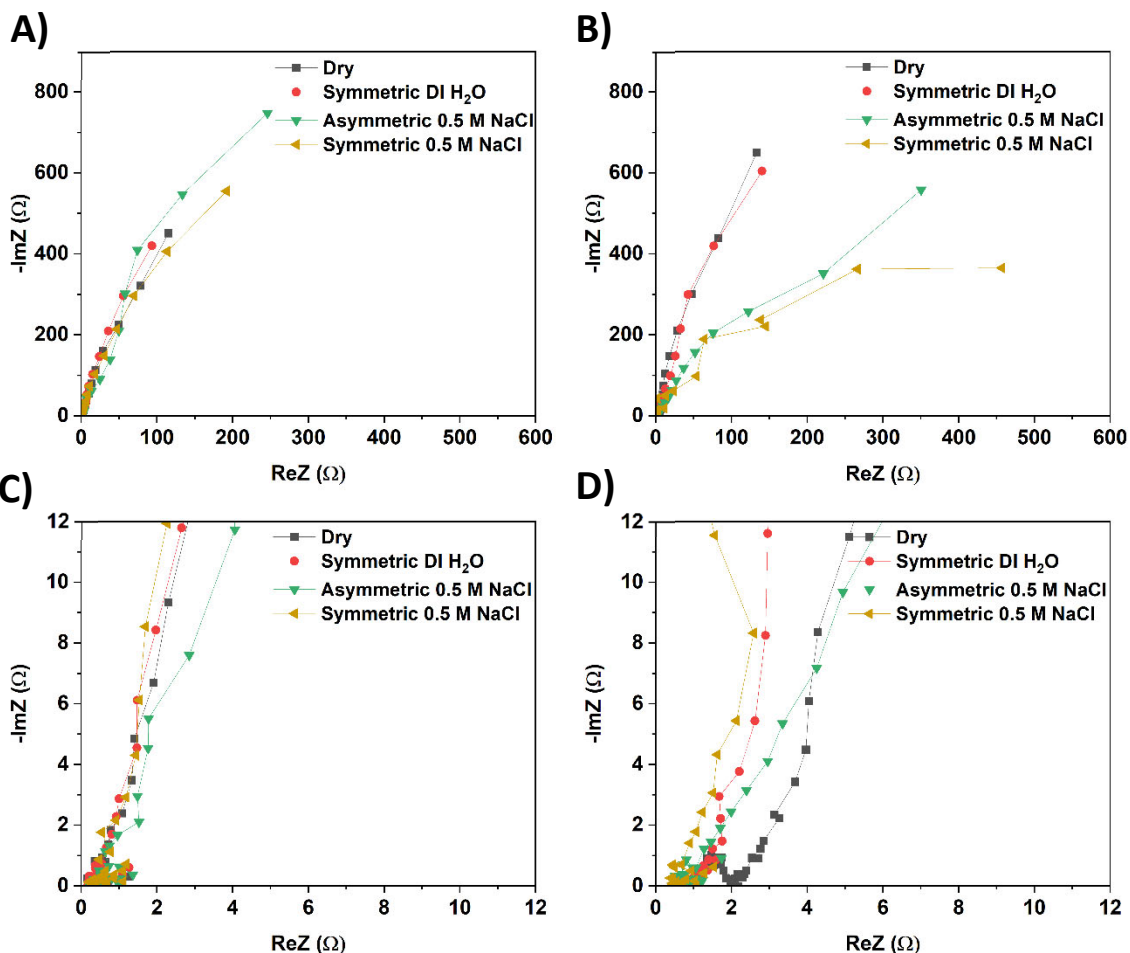 A)
Dry
Symmetric DI H₂O
Asymmetric 0.5 M NaCl
Symmetric 0.5 M NaCl
-ImZ (Ω)
800
600
400
200
0
0 100 200 300 400 500 600
ReZ (Ω)
B)
Dry
Symmetric DI H₂O
Asymmetric 0.5 M NaCl
Symmetric 0.5 M NaCl
-ImZ (Ω)
800
600
400
200
0
0 100 200 300 400 500 600
ReZ (Ω)
C)
Dry
Symmetric DI H₂O
Asymmetric 0.5 M NaCl
Symmetric 0.5 M NaCl
-ImZ (Ω)
12
10
8
6
4
2
0
0 2 4 6 8 10 12
ReZ (Ω)
D)
Dry
Symmetric DI H₂O
Asymmetric 0.5 M NaCl
Symmetric 0.5 M NaCl
-ImZ (Ω)
12
10
8
6
4
2
0
0 2 4 6 8 10 12
ReZ (Ω)